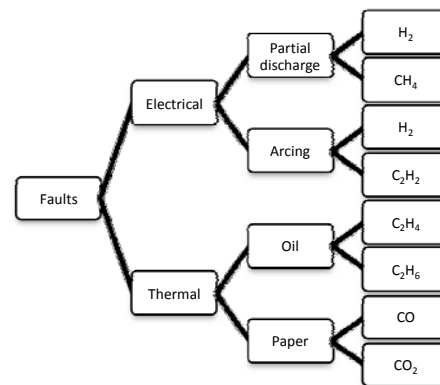 Faults
Electrical
Thermal
Partial
discharge
Arcing
Oil
Paper
H₂
CH₄
H₂
C₂H₂
C₂H₄
C₂H₆
CO
CO₂